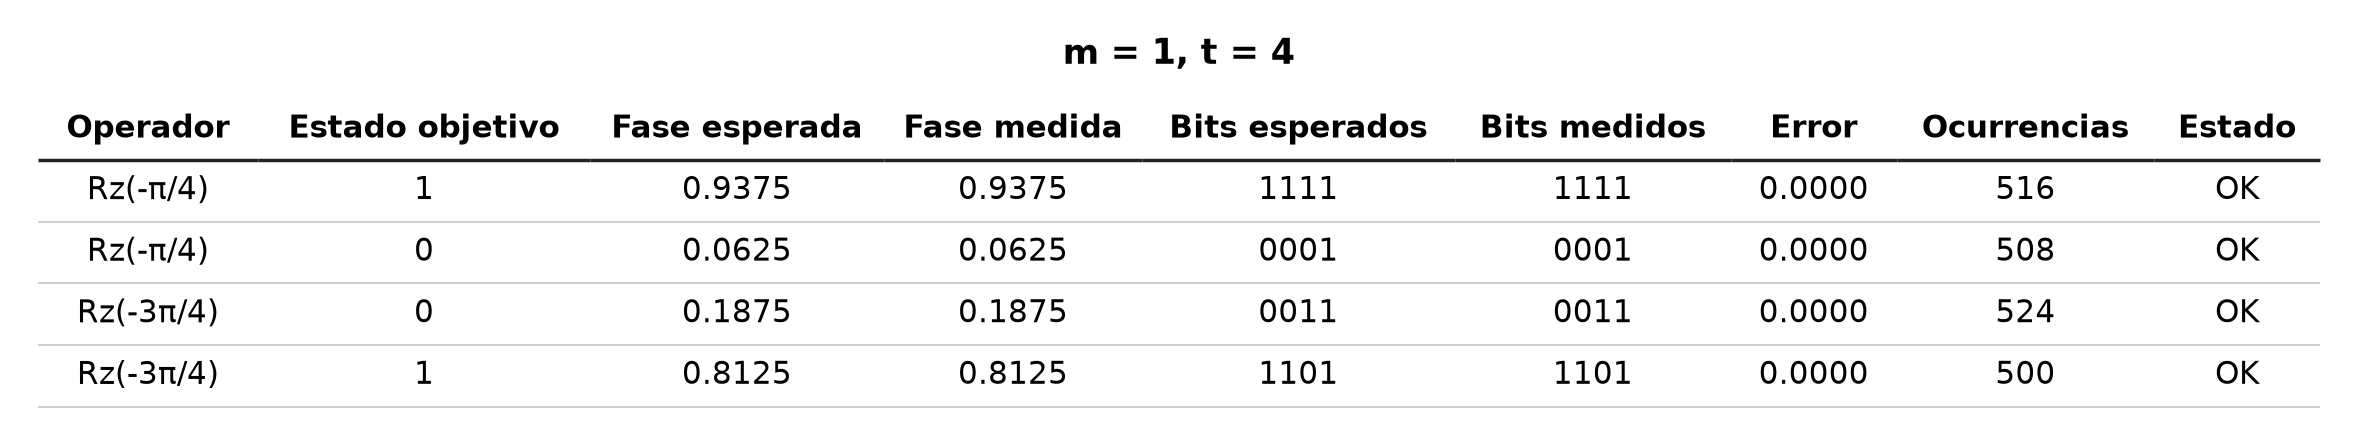 m = 1, t = 4
Operador Estado objetivo Fase esperada Fase medida Bits esperados Bits medidos Error Ocurrencias Estado
Rz(-π/4) 1 0.9375 0.9375 1111 1111 0.0000 516 OK
Rz(-π/4) 0 0.0625 0.0625 0001 0001 0.0000 508 OK
Rz(-3π/4) 0 0.1875 0.1875 0011 0011 0.0000 524 OK
Rz(-3π/4) 1 0.8125 0.8125 1101 1101 0.0000 500 OK